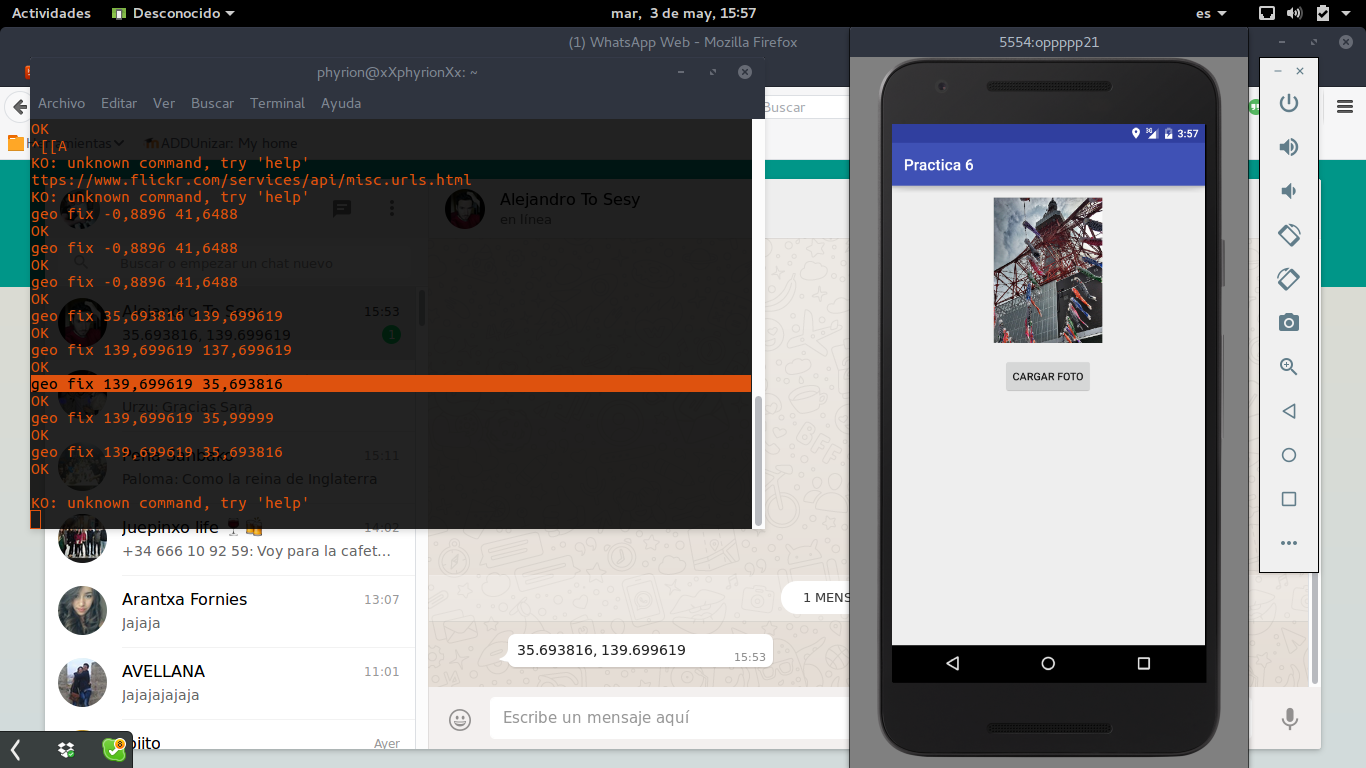 Actividades
Desconocido
mar, 3 de may, 15:57
es
(1) WhatsApp Web - Mozilla Firefox
5554:oppppp21
phyrion@xXphyrionXx: ~
Archivo Editar Ver Buscar Terminal Ayuda
Buscar
ADDUnizar: My home
OK
^[[A
KO: unknown command, try 'help'
ttps://www.flickr.com/services/api/misc.urls.html
KO: unknown command, try 'help'
geo fix -0,8896 41,6488
OK
geo fix -0,8896 41,6488
OK
geo fix -0,8896 41,6488
OK
geo fix 35,693816 139,699619
OK
geo fix 139,699619 137,699619
OK
geo fix 139,699619 35,693816
OK
geo fix 139,699619 35,99999
OK
geo fix 139,699619 35,693816
OK
KO: unknown command, try 'help'
Buscar o empezar un chat nuevo
Alejandro To Sesy
15:53
35.693816, 139.699619
1
Urzu: Gracias Sara
15:11
Paloma: Como la reina de Inglaterra
Juepinxo life
14:02
+34 666 10 92 59: Voy para la cafet...
Arantxa Fornies
13:07
Jajaja
AVELLANA
11:01
Jajajajajaja
Ayer
8
Alejandro To Sesy
en línea
1 MENS
35.693816, 139.699619
15:53
Escribe un mensaje aquí
3G
3:57
Practica 6
CARGAR FOTO